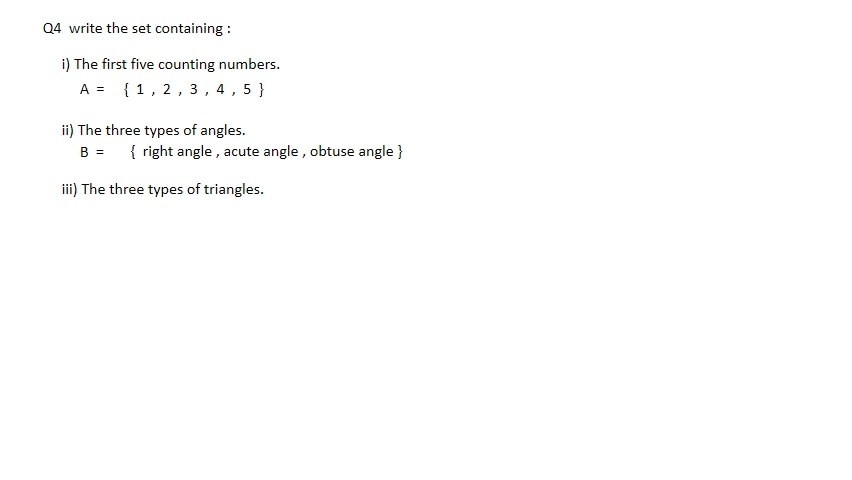 Q4 write the set containing :
i) The first five counting numbers.
A = { 1 , 2 , 3 , 4 , 5 }
ii) The three types of angles.
B = { right angle , acute angle , obtuse angle }
iii) The three types of triangles.